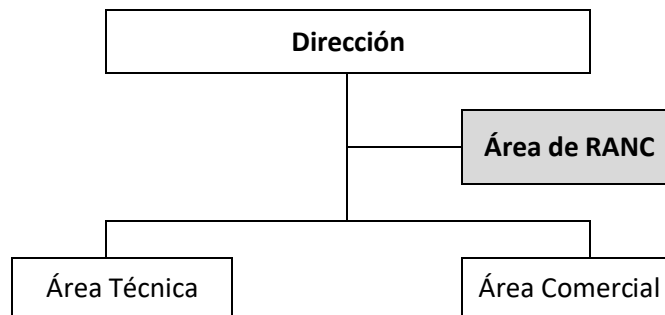 Dirección
Área de RANC
Área Técnica
Área Comercial